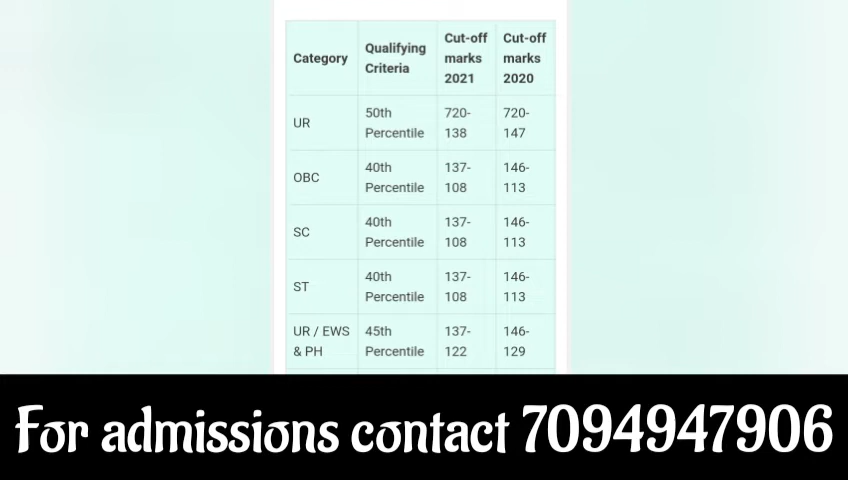 Category Qualifying Criteria Cut-off marks 2021 Cut-off marks 2020
UR 50th Percentile 720-138 720-147
OBC 40th Percentile 137-108 146-113
SC 40th Percentile 137-108 146-113
ST 40th Percentile 137-108 146-113
UR / EWS & PH 45th Percentile 137-122 146-129
For admissions contact 7094947906